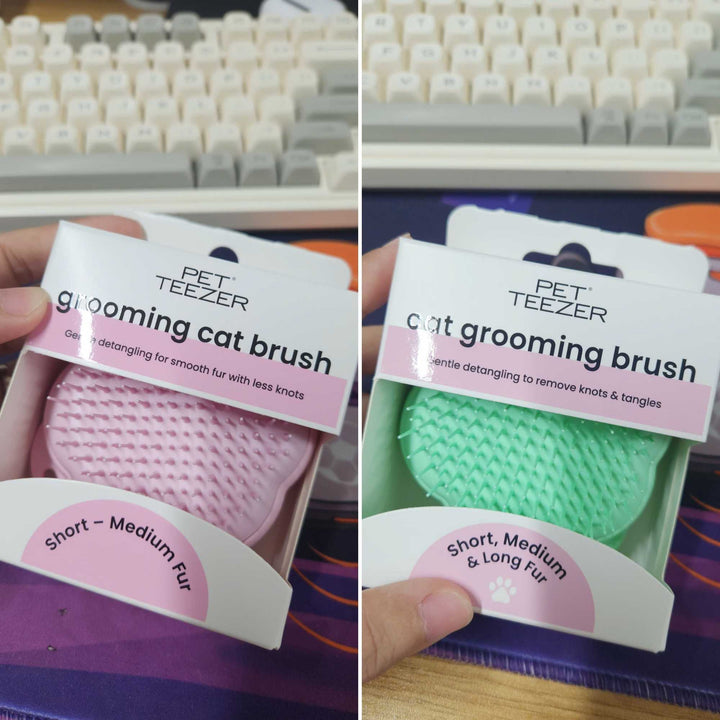 PET
TEEZER
grooming cat brush
Gentle detangling for smooth fur with less knots
Short – Medium Fur
PET
TEEZER
cat grooming brush
Gentle detangling to remove knots & tangles
Short, Medium
& Long Fur